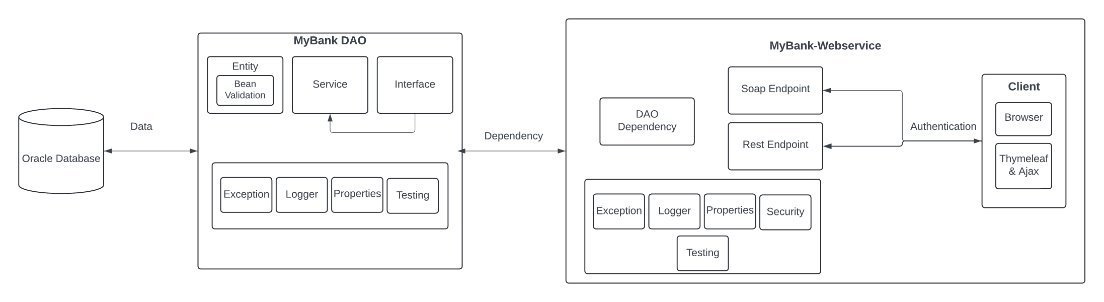 MyBank DAO
MyBank-Webservice
Entity
Bean
Validation
Service
Interface
Soap Endpoint
Client
Browser
DAO
Dependency
Data
Dependency
Authentication
Rest Endpoint
Oracle Database
Thymeleaf
& Ajax
Exception
Logger
Properties
Testing
Exception
Logger
Properties
Security
Testing